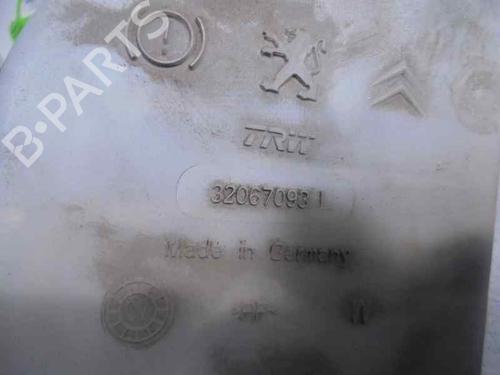 B-PARTS
TRW
32067093 L
Made in Germany